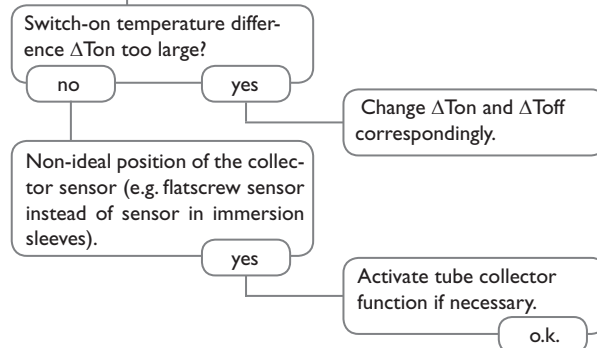 Switch-on temperature differ-
ence ΔTon too large?
no
yes
Change ΔTon and ΔToff
correspondingly.
Non-ideal position of the collec-
tor sensor (e.g. flatscrew sensor
instead of sensor in immersion
sleeves).
yes
Activate tube collector
function if necessary.
o.k.